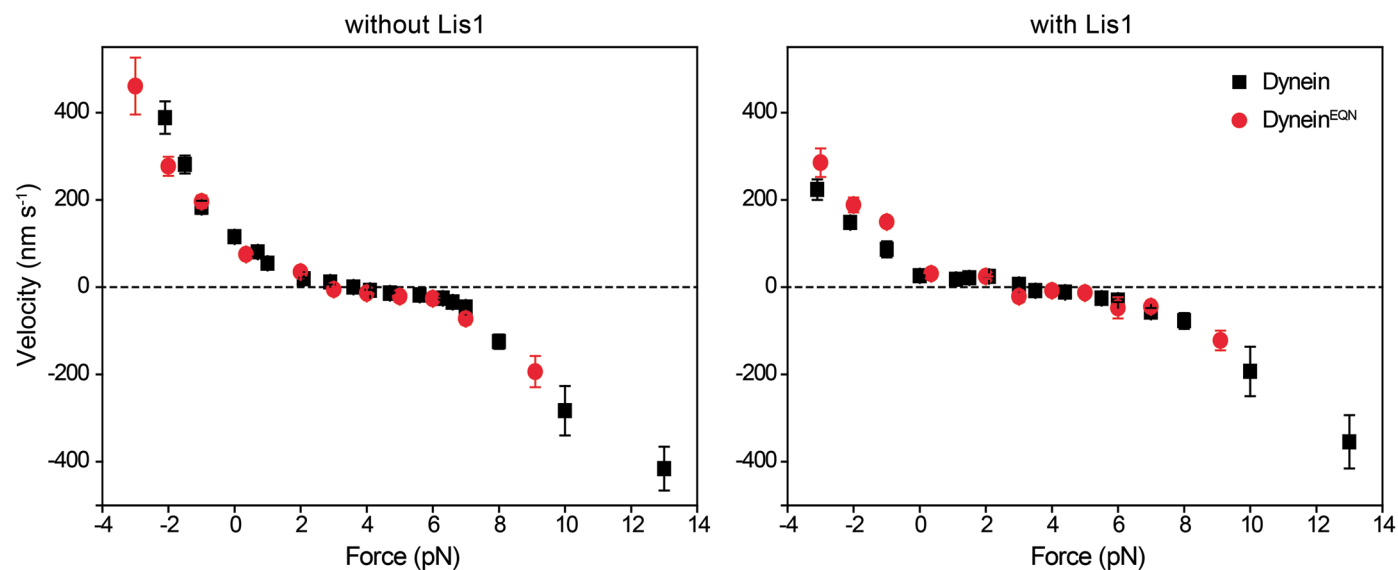 without Lis1
with Lis1
Velocity (nm s⁻¹)
400
200
0
-200
-400
-4 -2 0 2 4 6 8 10 12 14
Force (pN)
Dynein
Dynein^EQN
400
200
0
-200
-400
-4 -2 0 2 4 6 8 10 12 14
Force (pN)